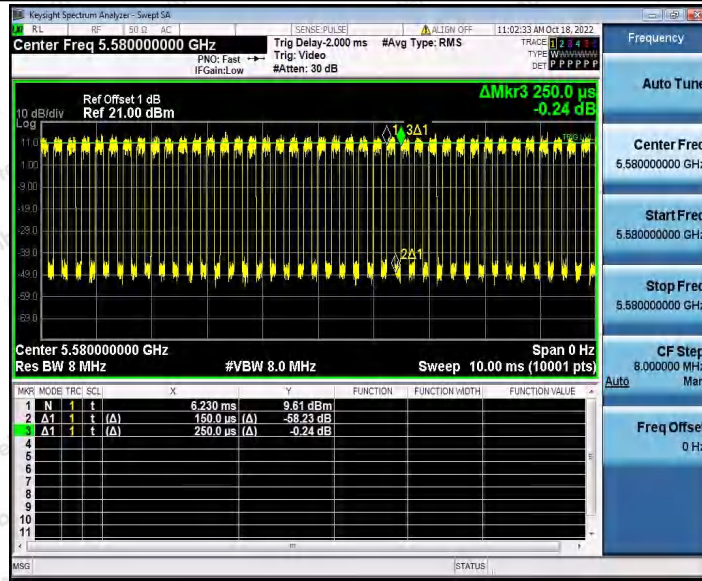 Keysight Spectrum Analyzer - Swept SA
RL RF 50 Ω AC SENSE:PULSE ALIGN OFF 11:02:33 AM Oct 18, 2022
Center Freq 5.580000000 GHz
PNO: Fast
IFGain:Low
Trig Delay-2.000 ms
Trig: Video
#Atten: 30 dB
#Avg Type: RMS
TRACE 1 2 3 4 5 6
TYPE WWWWWW
DET P P P P P P
Ref Offset 1 dB
10 dB/div Ref 21.00 dBm
Log
ΔMkr3 250.0 µs
-0.24 dB
11.0
1.00
-9.00
-19.0
-29.0
-39.0
-49.0
-59.0
-69.0
1 3Δ1
TRIG LVL
2Δ1
Center 5.580000000 GHz Span 0 Hz
Res BW 8 MHz #VBW 8.0 MHz Sweep 10.00 ms (10001 pts)
MKR MODE TRC SCL X Y FUNCTION FUNCTION WIDTH FUNCTION VALUE
1 N 1 t 6.230 ms 9.61 dBm
2 Δ1 1 t (Δ) 150.0 µs (Δ) -58.23 dB
3 Δ1 1 t (Δ) 250.0 µs (Δ) -0.24 dB
4
5
6
7
8
9
10
11
MSG STATUS
Frequency
Auto Tune
Center Freq
5.580000000 GHz
Start Freq
5.580000000 GHz
Stop Freq
5.580000000 GHz
CF Step
8.000000 MHz
Auto Man
Freq Offset
0 Hz